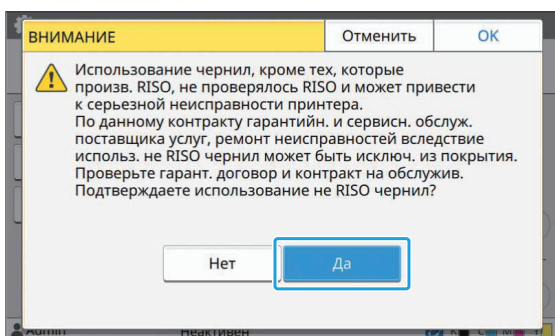 ВНИМАНИЕ
Отменить
OK
Использование чернил, кроме тех, которые
произв. RISO, не проверялось RISO и может привести
к серьезной неисправности принтера.
По данному контракту гарантийн. и сервисн. обслуж.
поставщика услуг, ремонт неисправностей вследствие
использ. не RISO чернил может быть исключ. из покрытия.
Проверьте гарант. договор и контракт на обслужив.
Подтверждаете использование не RISO чернил?
Нет
Да
Admin
Неактивен
K C M Y